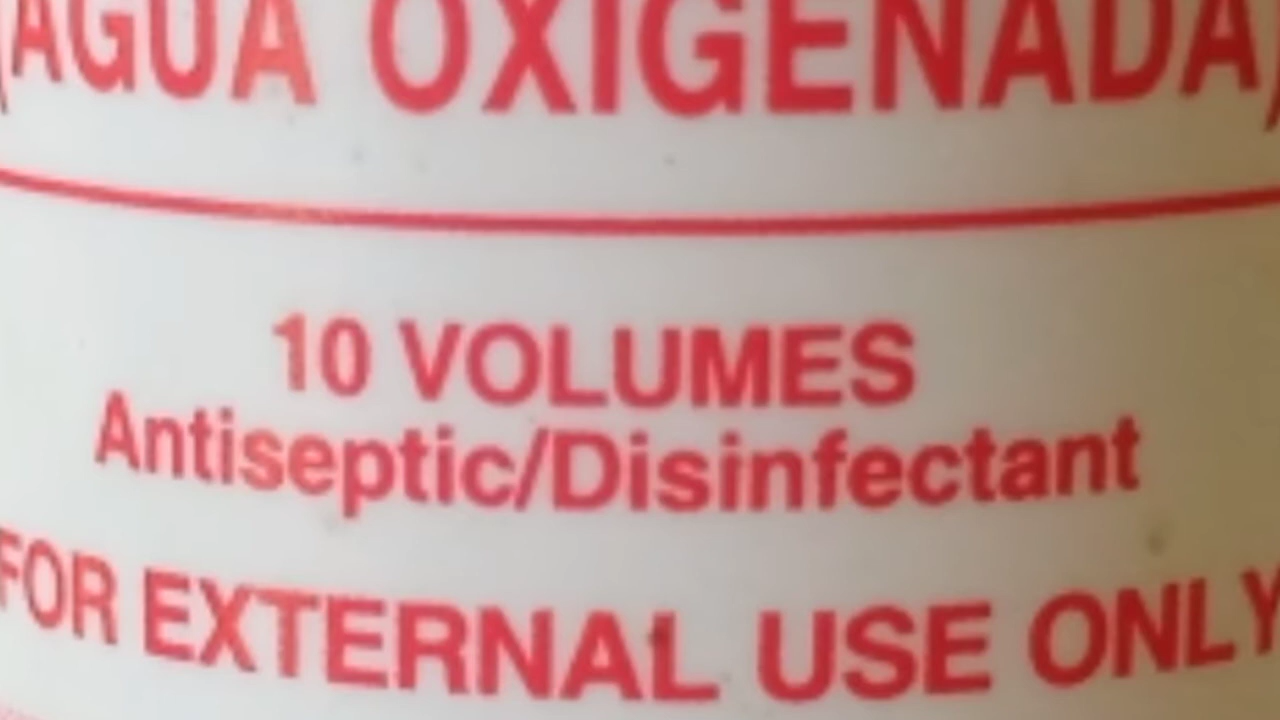 (AGUA OXIGENADA)
10 VOLUMES
Antiseptic/Disinfectant
FOR EXTERNAL USE ONLY